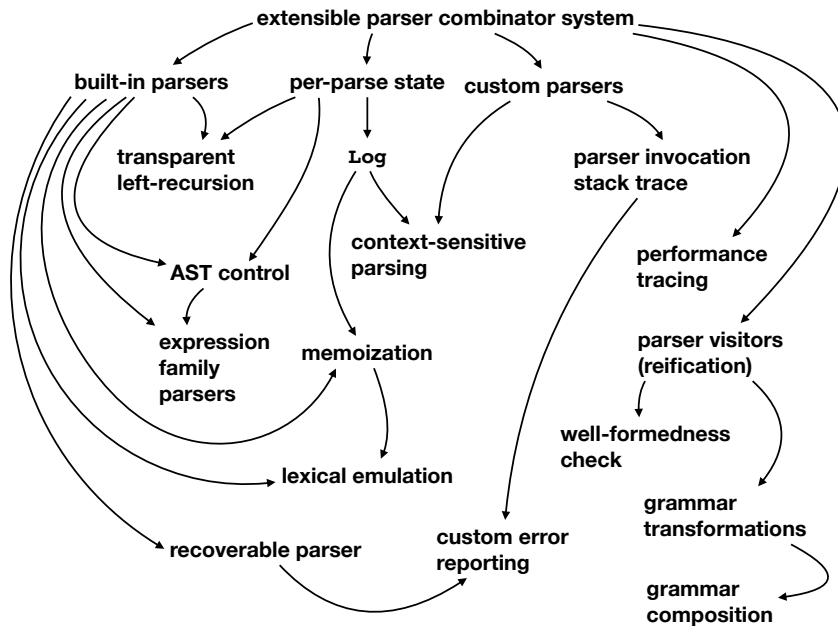 extensible parser combinator system
built-in parsers
per-parse state
custom parsers
transparent
left-recursion
Log
parser invocation
stack trace
context-sensitive
parsing
performance
tracing
AST control
expression
family
parsers
memoization
parser visitors
(reification)
well-formedness
check
lexical emulation
grammar
transformations
recoverable parser
custom error
reporting
grammar
composition